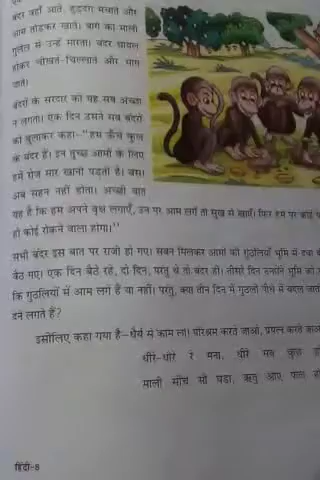 बंदर वहाँ आते, हुड़दंग मचाते और
आम तोड़कर खाते। बाग का माली
गुलेल से उन्हें मारता। बंदर घायल
होकर चीखते-चिल्लाते और भाग
जाते।
बंदरों के सरदार को यह सब अच्छा
न लगता। एक दिन उसने सब बंदरों
को बुलाकर कहा–"हम ऊँचे कुल
के बंदर हैं। इन तुच्छ आमों के लिए
हमें रोज मार खानी पड़ती है। बस!
अब सहन नहीं होता। अच्छी बात
यह है कि हम अपने वृक्ष लगाएँ, उन पर आम लगें तो सुख से खाएँ। फिर हम पर कोई
ही कोई रोकने वाला होगा।''
सभी बंदर इस बात पर राजी हो गए। सबने मिलकर आमों की गुठलियाँ भूमि में दबा
बैठ गए। एक दिन बैठे रहे, दो दिन, परंतु थे तो बंदर ही। तीसरे दिन उन्होंने भूमि को
कि गुठलियों में आम लगे हैं या नहीं। परंतु, क्या तीन दिन में गुठली पौधे में बदल जाती
देने लगते हैं?
इसीलिए कहा गया है–धैर्य से काम लो। परिश्रम करते जाओ, प्रयत्न करते
धीरे-धीरे रे मना, धीरे सब कुछ
माली सींचे सौ घड़ा, ऋतु आए फल
हिंदी-8